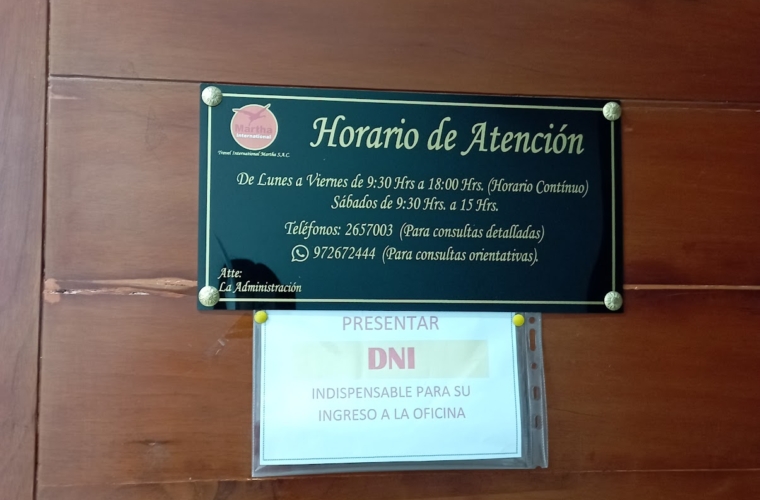 Martha
International
Travel International Martha S.A.C.
Horario de Atención
De Lunes a Viernes de 9:30 Hrs a 18:00 Hrs. (Horario Contínuo)
Sábados de 9:30 Hrs. a 15 Hrs.
Teléfonos: 2657003 (Para consultas detalladas)
972672444 (Para consultas orientativas).
Atte:
La Administración
PRESENTAR
DNI
INDISPENSABLE PARA SU
INGRESO A LA OFICINA